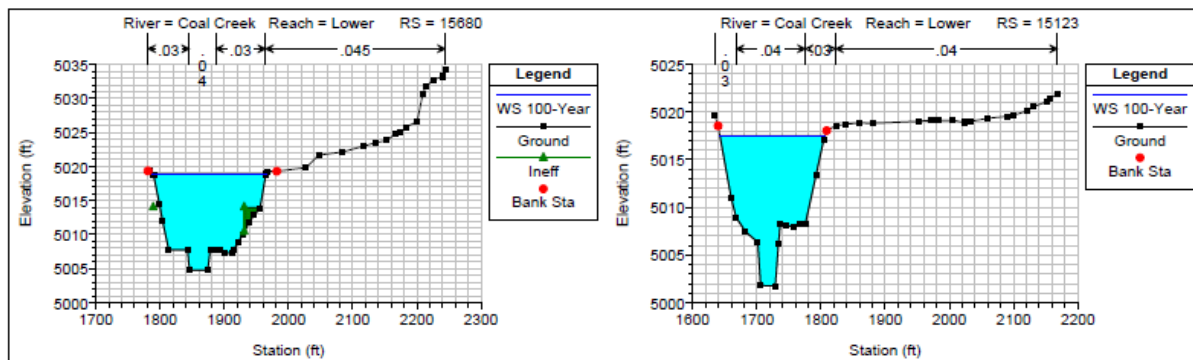 River = Coal Creek Reach = Lower RS = 15680
.03 .04 .03 .045
5035
5030
5025
5020
5015
5010
5005
5000
Elevation (ft)
1700 1800 1900 2000 2100 2200 2300
Station (ft)
Legend
WS 100-Year
Ground
Ineff
Bank Sta
River = Coal Creek Reach = Lower RS = 15123
.03 .04 .03 .04
5025
5020
5015
5010
5005
5000
Elevation (ft)
1600 1700 1800 1900 2000 2100 2200
Station (ft)
Legend
WS 100-Year
Ground
Bank Sta